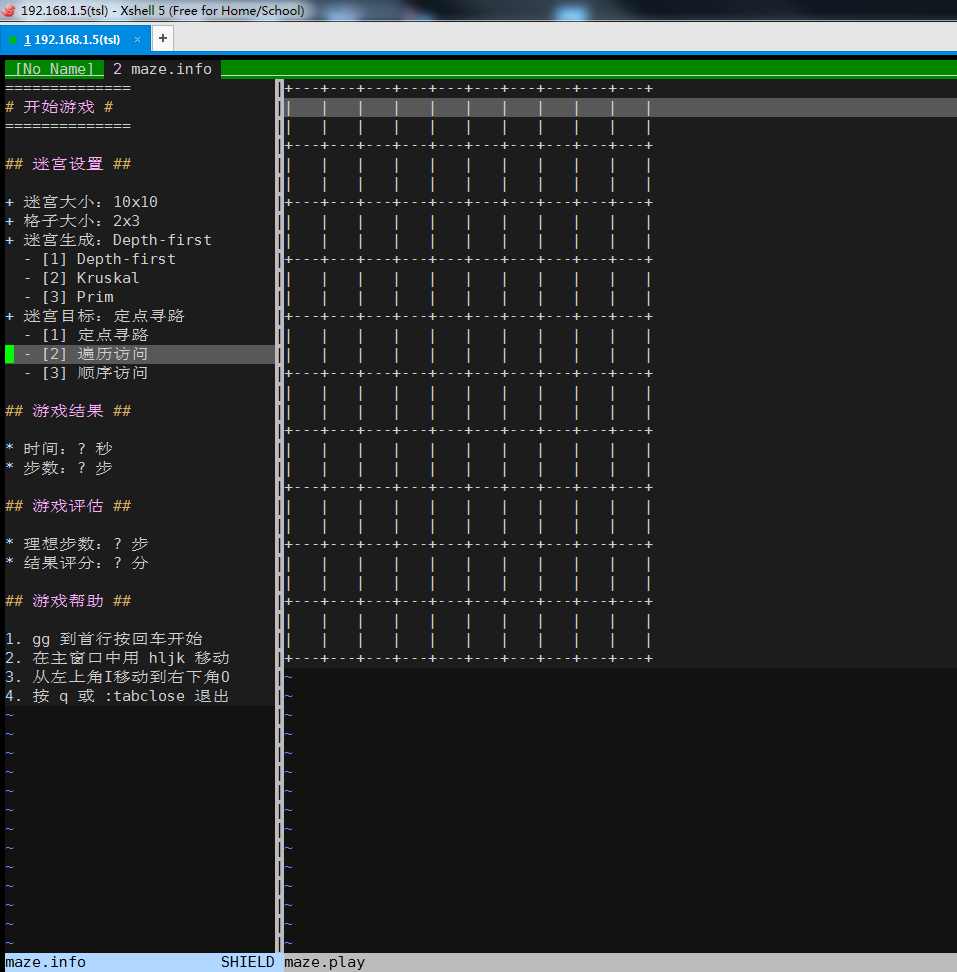 192.168.1.5(tsl) - Xshell 5 (Free for Home/School)
1 192.168.1.5(tsl) × +
[No Name] 2 maze.info
==============
# 开始游戏 #
==============
## 迷宫设置 ##
+ 迷宫大小：10x10
+ 格子大小：2x3
+ 迷宫生成：Depth-first
- [1] Depth-first
- [2] Kruskal
- [3] Prim
+ 迷宫目标：定点寻路
- [1] 定点寻路
- [2] 遍历访问
- [3] 顺序访问
## 游戏结果 ##
* 时间：? 秒
* 步数：? 步
## 游戏评估 ##
* 理想步数：? 步
* 结果评分：? 分
## 游戏帮助 ##
1. gg 到首行按回车开始
2. 在主窗口中用 hljk 移动
3. 从左上角I移动到右下角O
4. 按 q 或 :tabclose 退出
maze.info SHIELD maze.play